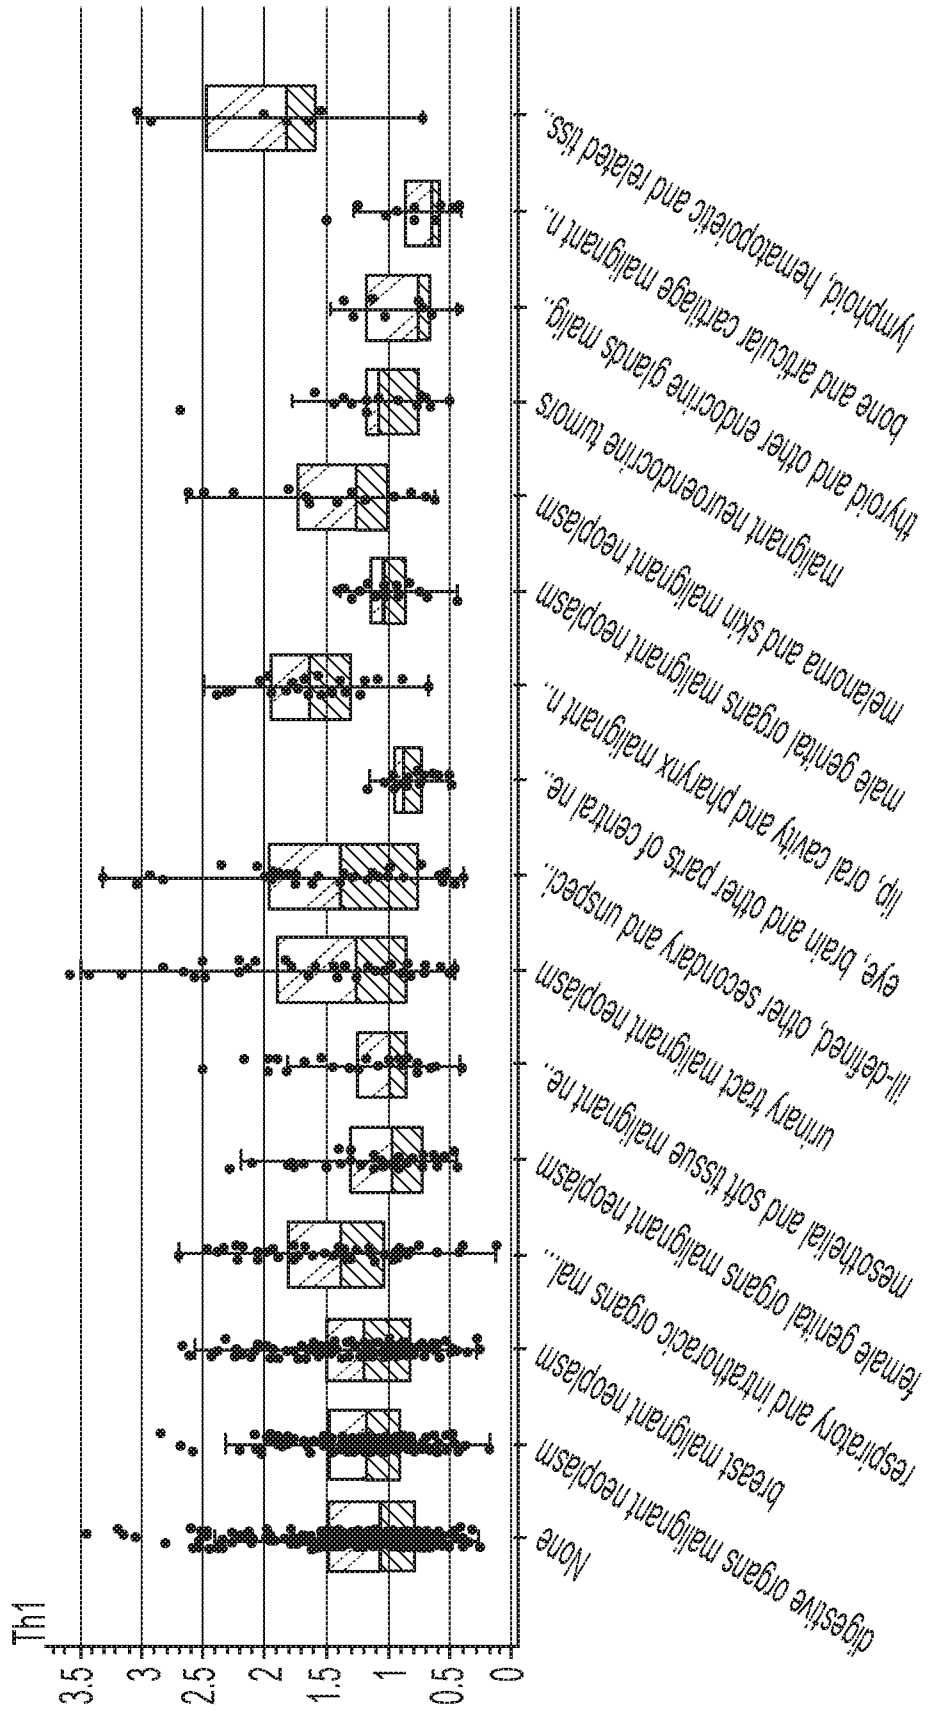 Th1
3.5
3
2.5
2
1.5
1
0.5
0
None
digestive organs malignant neoplasm
breast malignant neoplasm
respiratory and intrathoracic organs mal...
female genital organs malignant neoplasm
mesothelial and soft tissue malignant ne..
urinary tract malignant neoplasm
ill-defined, other secondary and unspeci.
eye, brain and other parts of central ne..
lip, oral cavity and pharynx malignant n..
male genital organs malignant neoplasm
melanoma and skin malignant neoplasm
malignant neuroendocrine tumors
thyroid and other endocrine glands malig..
bone and articular cartilage malignant n..
lymphoid, hematopoietic and related tiss..